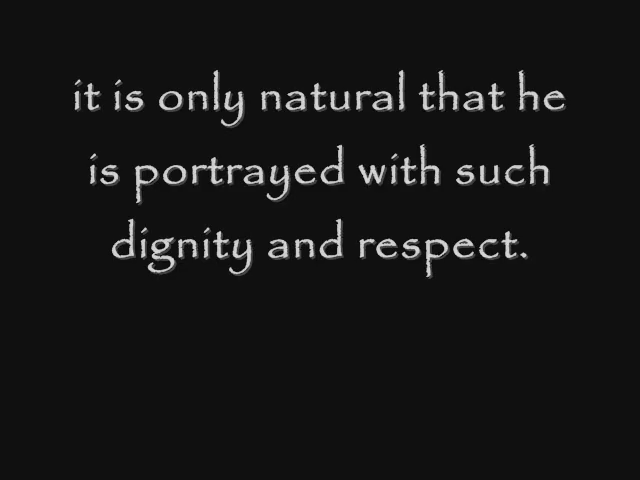 it is only natural that he
is portrayed with such
dignity and respect.